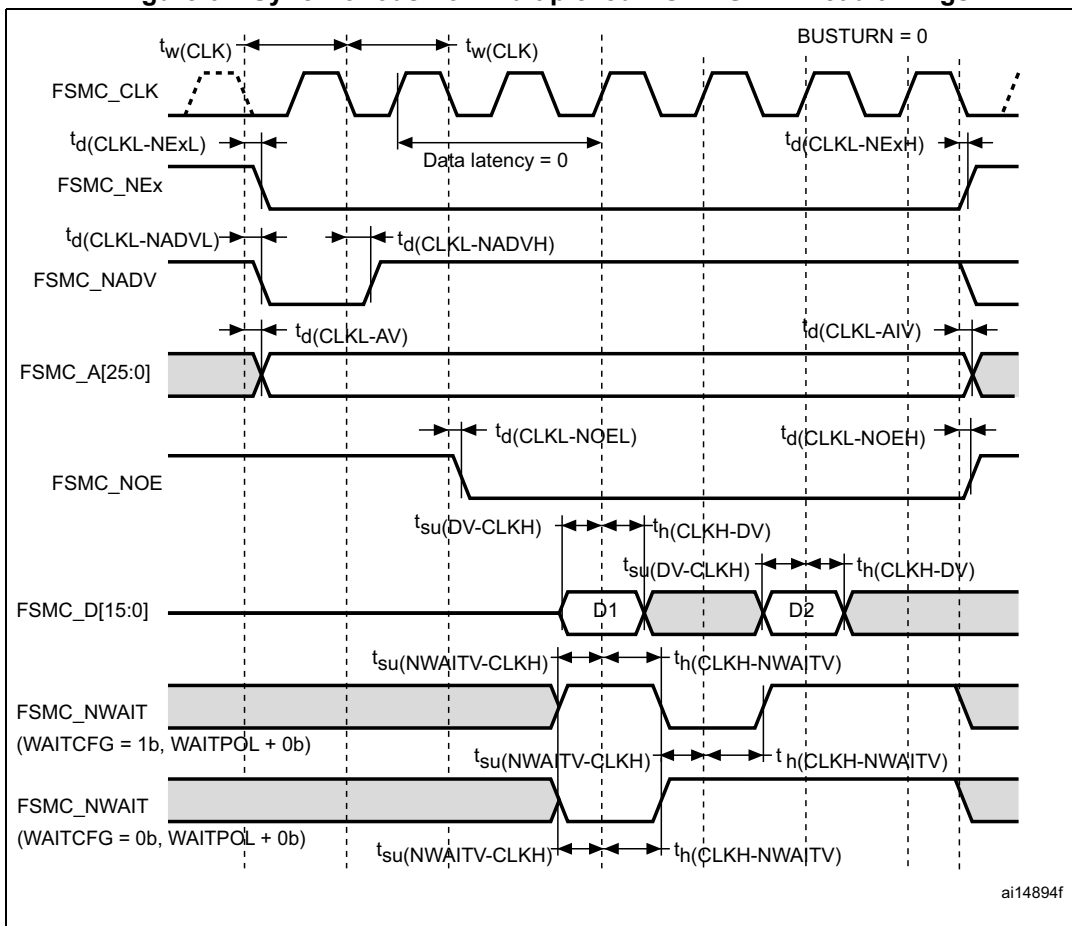 BUSTURN = 0
tw(CLK) tw(CLK)
FSMC_CLK
td(CLKL-NExL) Data latency = 0 td(CLKL-NExH)
FSMC_NEx
td(CLKL-NADVL) td(CLKL-NADVH)
FSMC_NADV
td(CLKL-AV) td(CLKL-AIV)
FSMC_A[25:0]
td(CLKL-NOEL) td(CLKL-NOEH)
FSMC_NOE
tsu(DV-CLKH) th(CLKH-DV)
tsu(DV-CLKH) th(CLKH-DV)
FSMC_D[15:0] D1 D2
tsu(NWAITV-CLKH) th(CLKH-NWAITV)
FSMC_NWAIT
(WAITCFG = 1b, WAITPOL + 0b)
tsu(NWAITV-CLKH) th(CLKH-NWAITV)
FSMC_NWAIT
(WAITCFG = 0b, WAITPOL + 0b)
tsu(NWAITV-CLKH) th(CLKH-NWAITV)
ai14894f